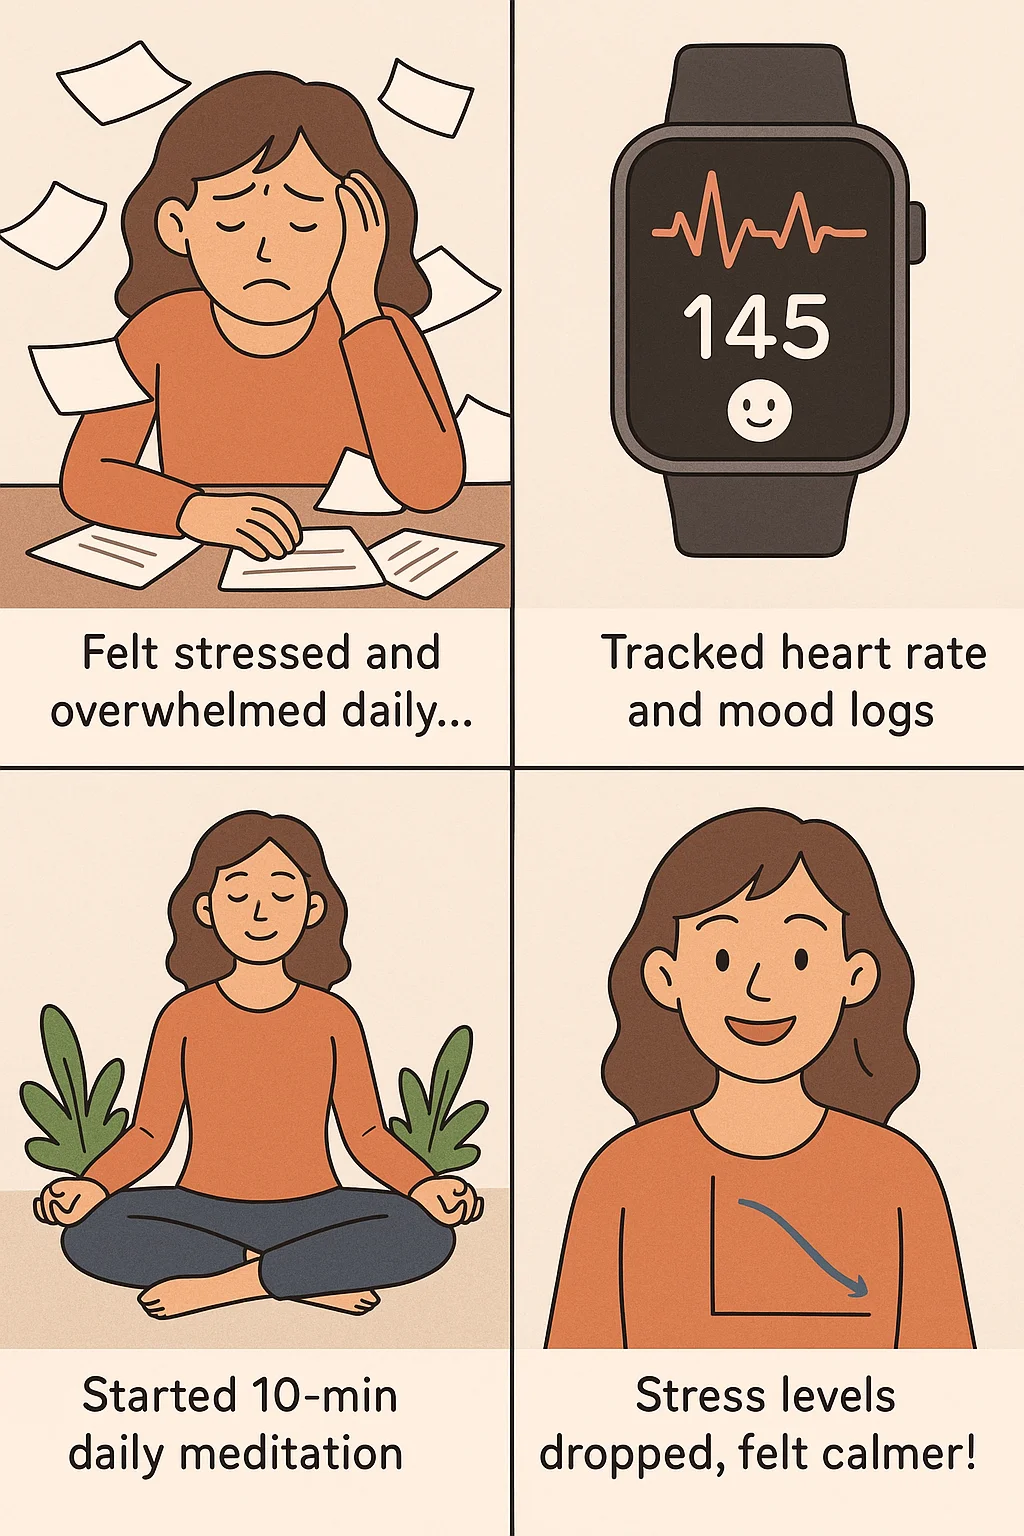 Felt stressed and
overwhelmed daily...
145
Tracked heart rate
and mood logs
Started 10-min
daily meditation
Stress levels
dropped, felt calmer!